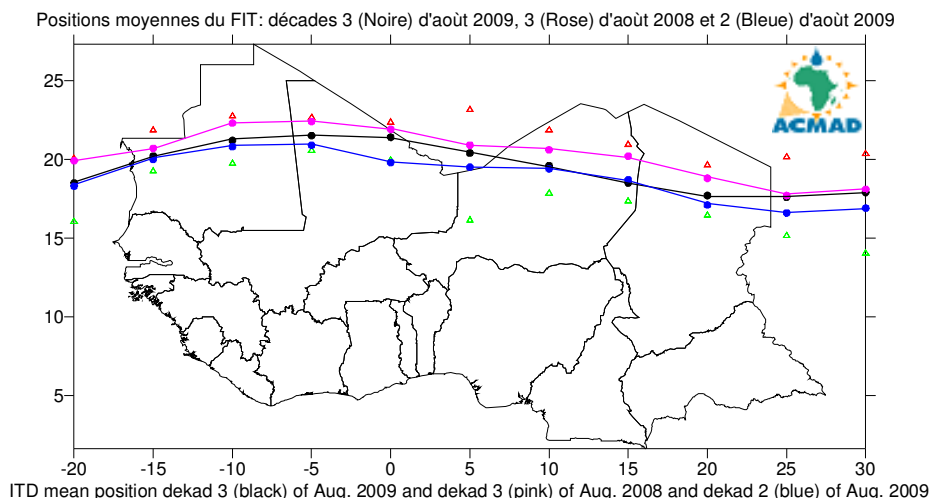 Positions moyennes du FIT: décades 3 (Noire) d'aoùt 2009, 3 (Rose) d'aoùt 2008 et 2 (Bleue) d'aoùt 2009
25
20
15
10
5
ACMAD
-20 -15 -10 -5 0 5 10 15 20 25 30
ITD mean position dekad 3 (black) of Aug. 2009 and dekad 3 (pink) of Aug. 2008 and dekad 2 (blue) of Aug. 2009